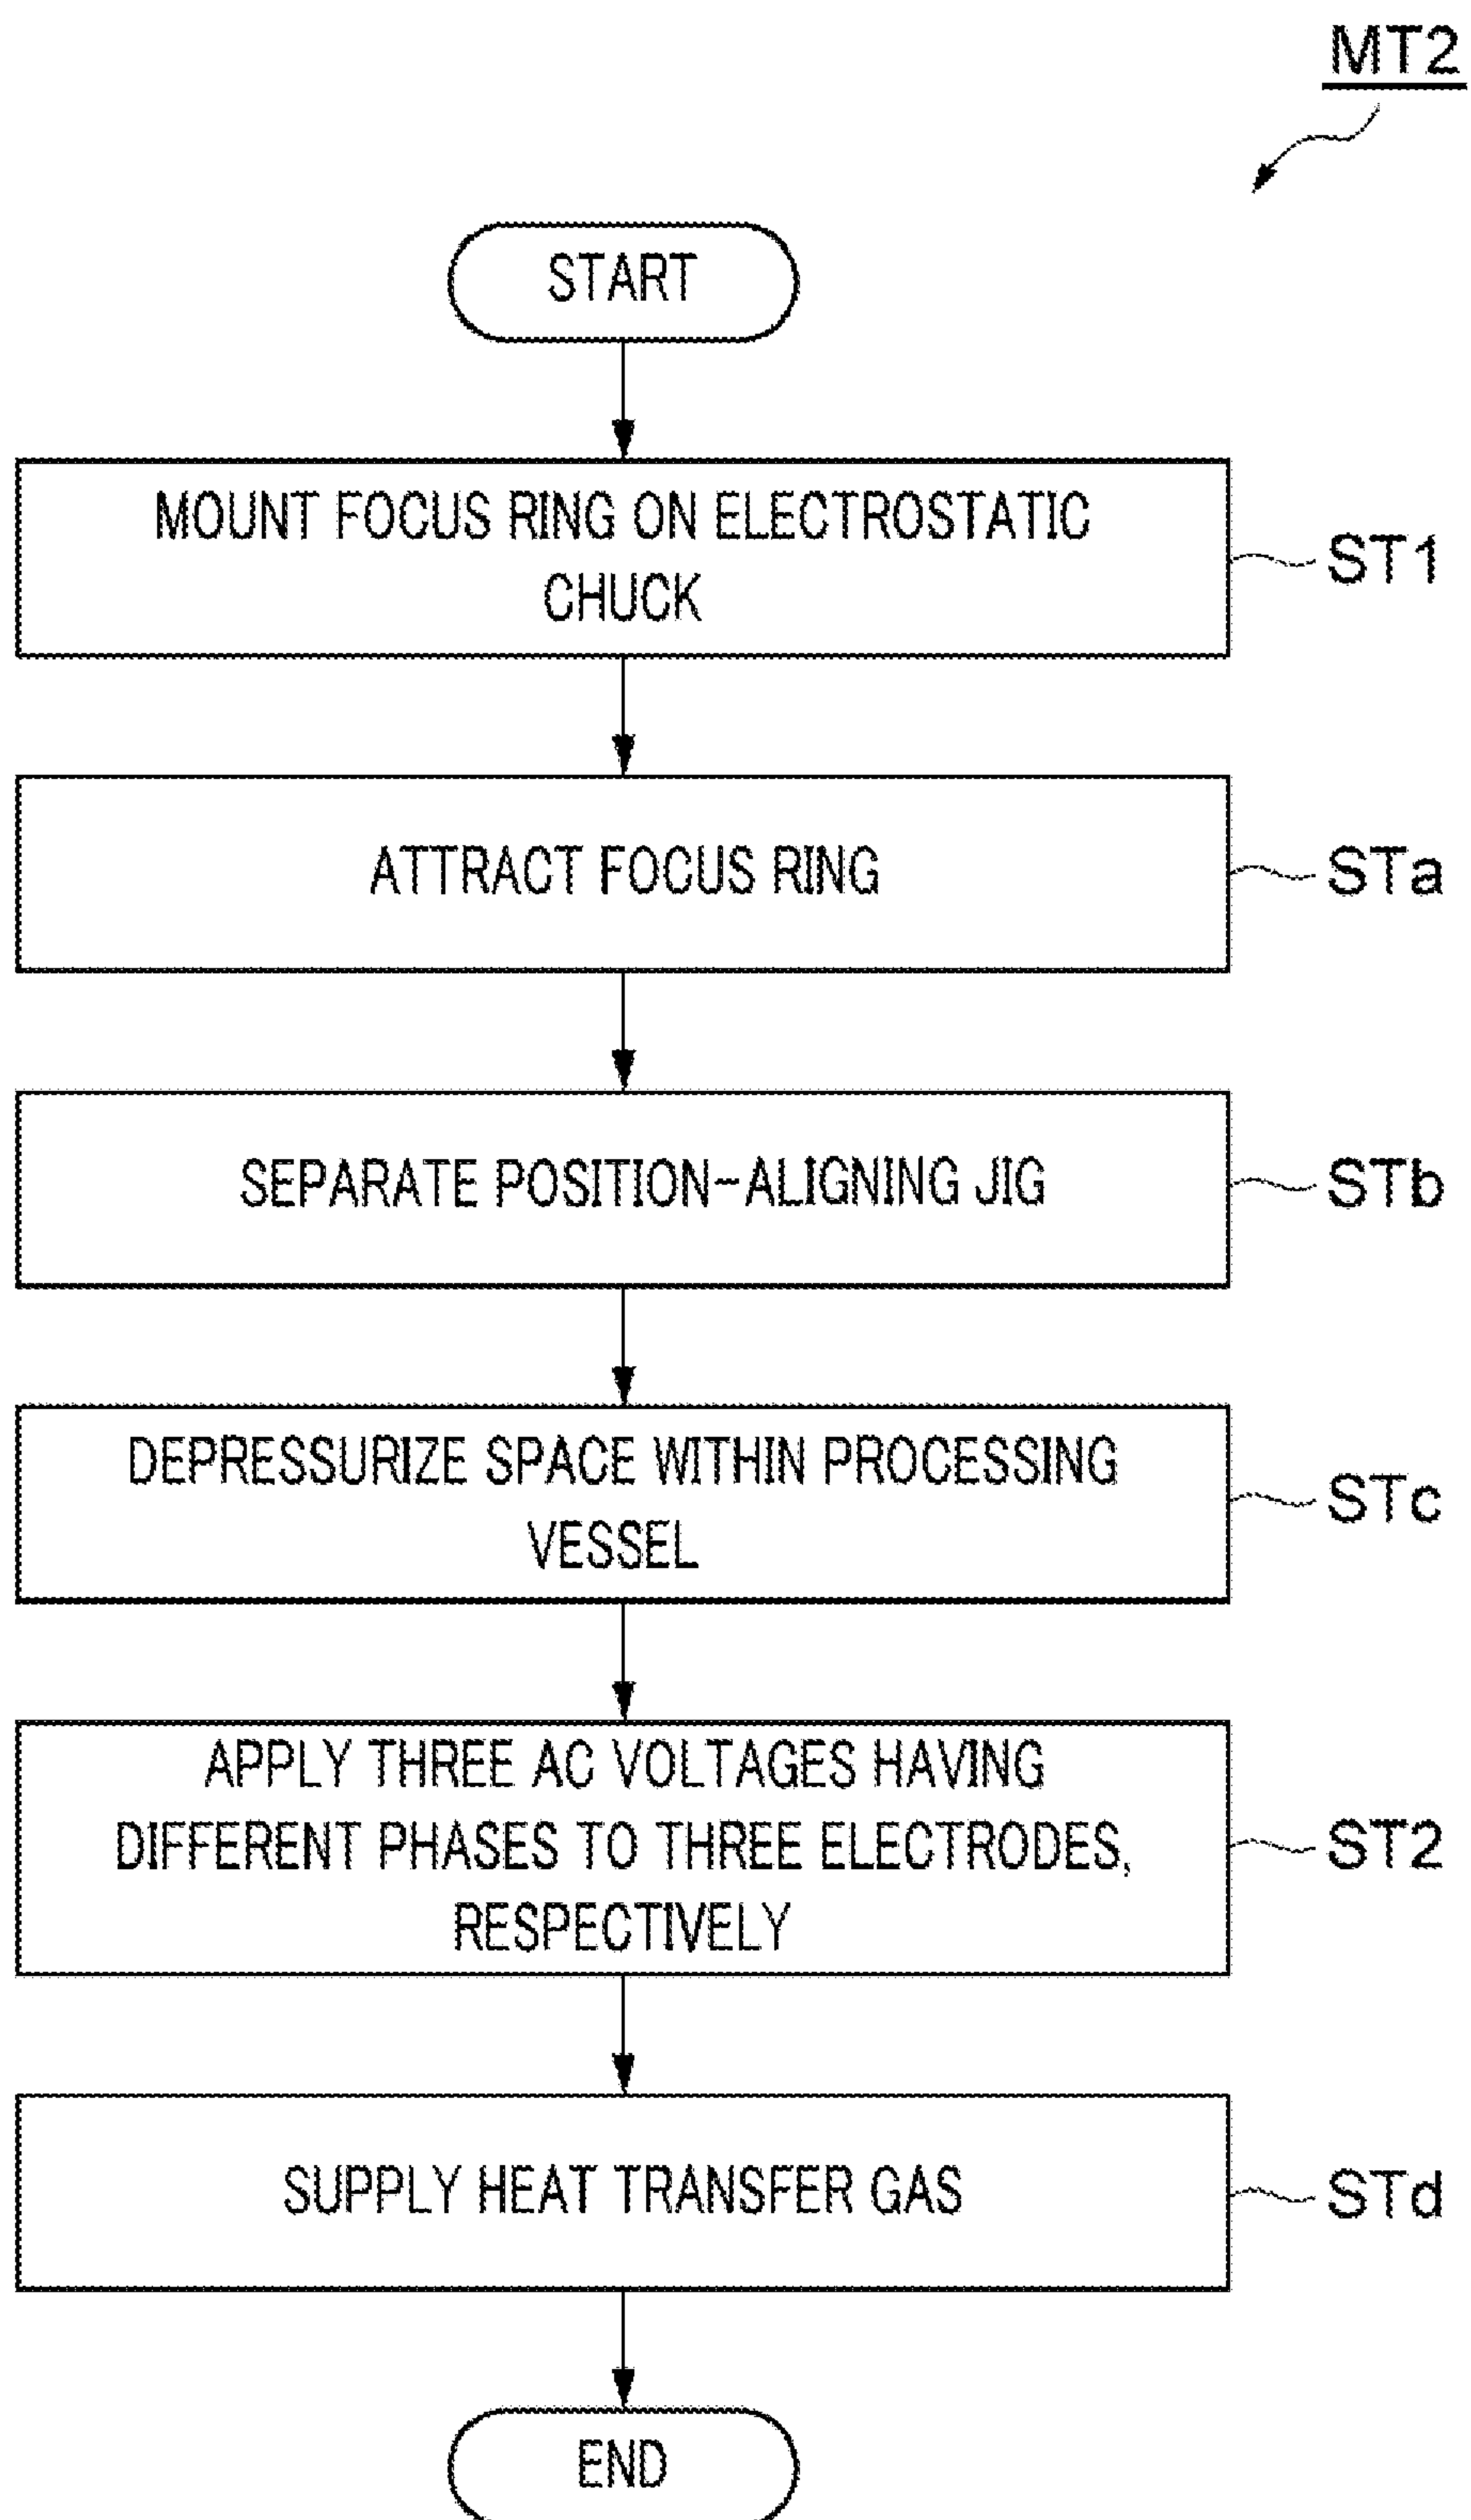 MT2
START
MOUNT FOCUS RING ON ELECTROSTATIC
CHUCK
ST1
ATTRACT FOCUS RING
STa
SEPARATE POSITION-ALIGNING JIG
STb
DEPRESSURIZE SPACE WITHIN PROCESSING
VESSEL
STc
APPLY THREE AC VOLTAGES HAVING
DIFFERENT PHASES TO THREE ELECTRODES,
RESPECTIVELY
ST2
SUPPLY HEAT TRANSFER GAS
STd
END